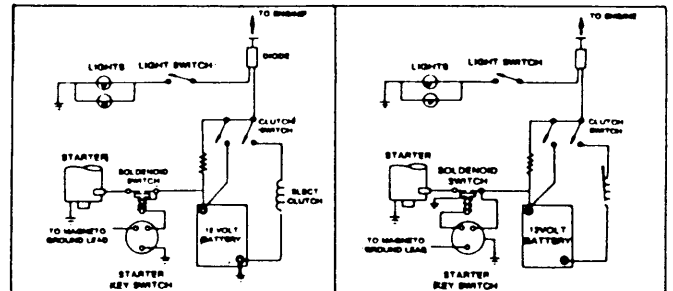 TO ENGINE
DIODE
LIGHTS
LIGHT SWITCH
CLUTCH
SWITCH
STARTER
SOLDENOID
SWITCH
ELECT
CLUTCH
12 VOLT
BATTERY
TO MAGNETO
GROUND LEAD
STARTER
KEY SWITCH
TO ENGINE
LIGHTS
LIGHT SWITCH
CLUTCH
SWITCH
STARTER
SOLDENOID
SWITCH
12VOLT
BATTERY
TO MAGNETO
GROUND LEAD
STARTER
KEY SWITCH